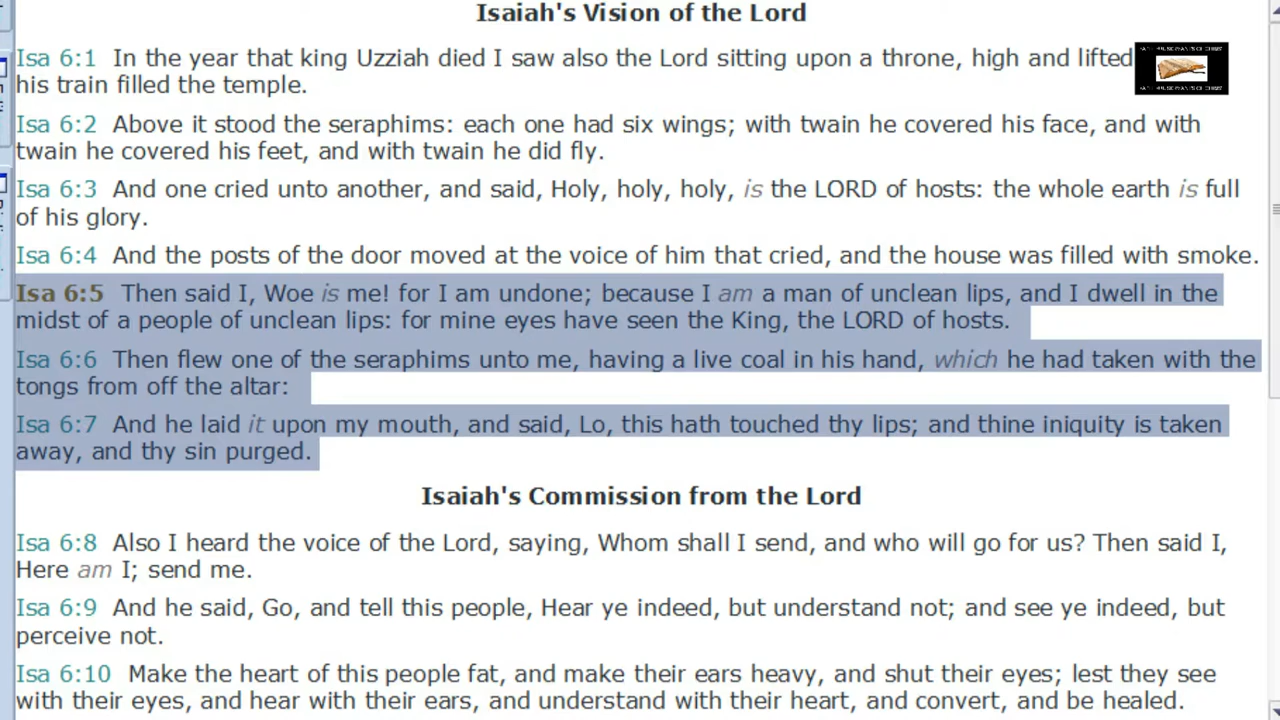 Isaiah's Vision of the Lord
Isa 6:1 In the year that king Uzziah died I saw also the Lord sitting upon a throne, high and lifted
his train filled the temple.
Isa 6:2 Above it stood the seraphims: each one had six wings; with twain he covered his face, and with
twain he covered his feet, and with twain he did fly.
Isa 6:3 And one cried unto another, and said, Holy, holy, holy, is the LORD of hosts: the whole earth is full
of his glory.
Isa 6:4 And the posts of the door moved at the voice of him that cried, and the house was filled with smoke.
Isa 6:5 Then said I, Woe is me! for I am undone; because I am a man of unclean lips, and I dwell in the
midst of a people of unclean lips: for mine eyes have seen the King, the LORD of hosts.
Isa 6:6 Then flew one of the seraphims unto me, having a live coal in his hand, which he had taken with the
tongs from off the altar:
Isa 6:7 And he laid it upon my mouth, and said, Lo, this hath touched thy lips; and thine iniquity is taken
away, and thy sin purged.
Isaiah's Commission from the Lord
Isa 6:8 Also I heard the voice of the Lord, saying, Whom shall I send, and who will go for us? Then said I,
Here am I; send me.
Isa 6:9 And he said, Go, and tell this people, Hear ye indeed, but understand not; and see ye indeed, but
perceive not.
Isa 6:10 Make the heart of this people fat, and make their ears heavy, and shut their eyes; lest they see
with their eyes, and hear with their ears, and understand with their heart, and convert, and be healed.